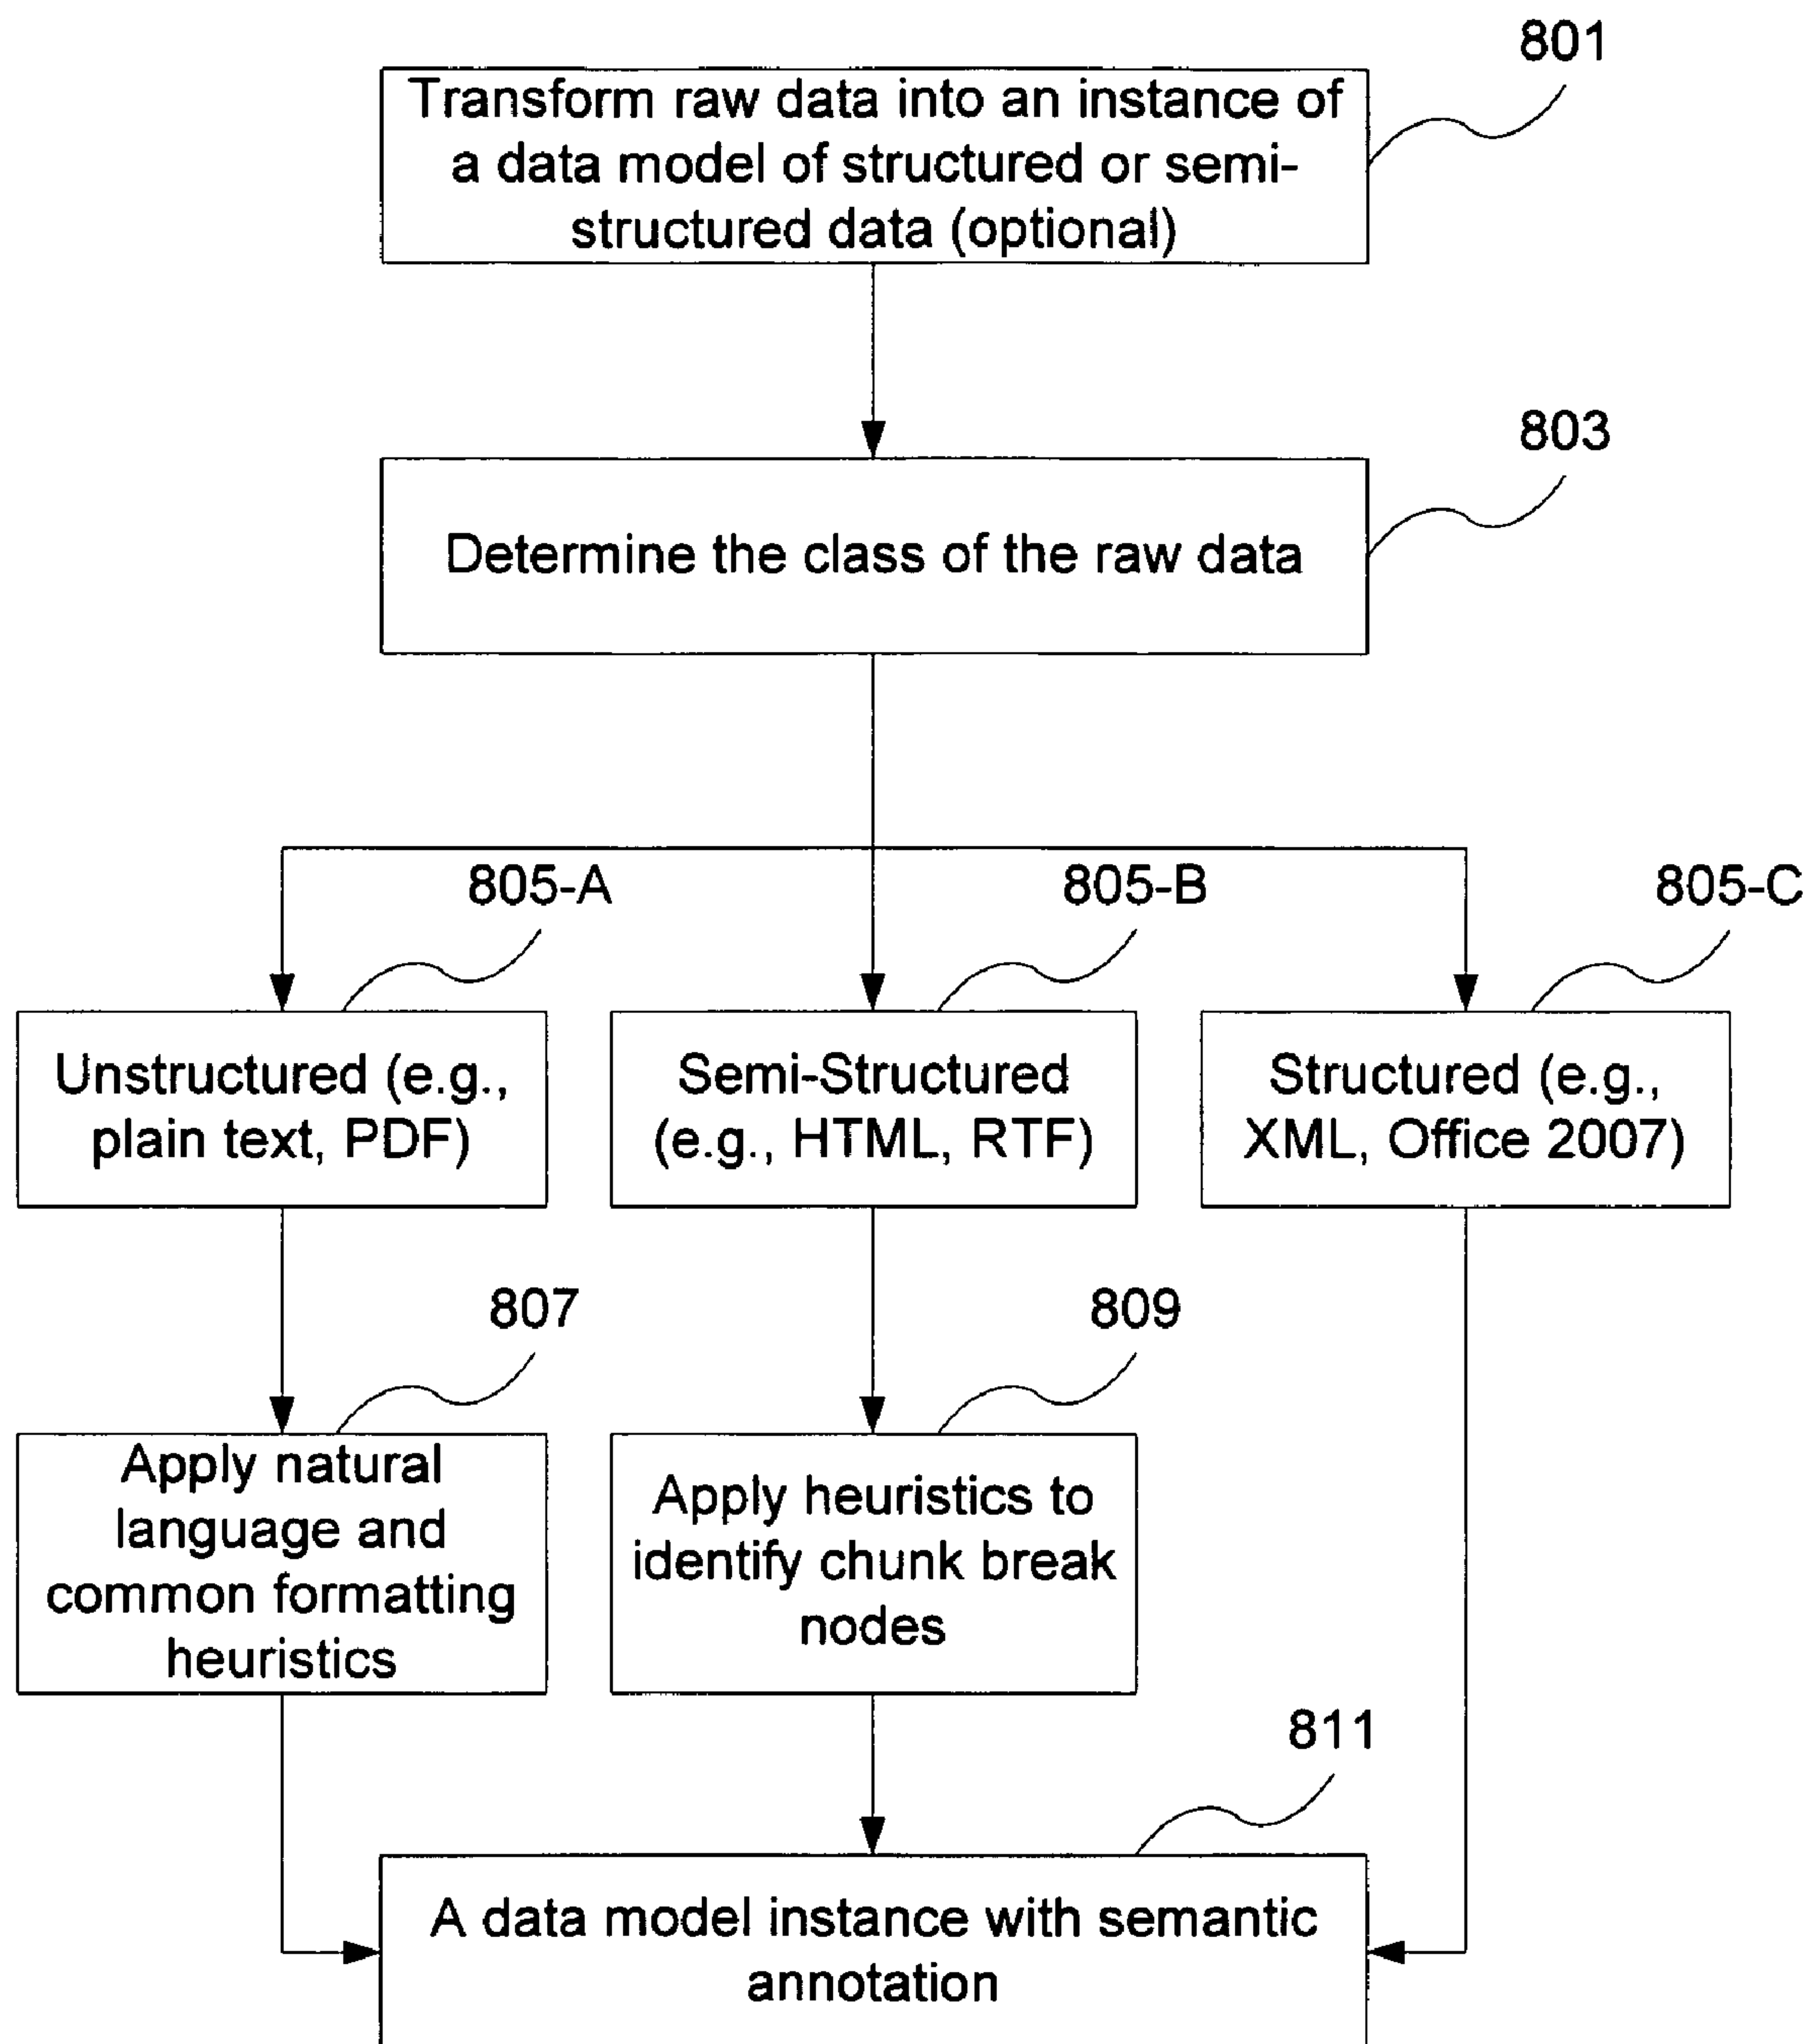 801
Transform raw data into an instance of
a data model of structured or semi-
structured data (optional)
803
Determine the class of the raw data
805-A
805-B
805-C
Unstructured (e.g.,
plain text, PDF)
Semi-Structured
(e.g., HTML, RTF)
Structured (e.g.,
XML, Office 2007)
807
809
Apply natural
language and
common formatting
heuristics
Apply heuristics to
identify chunk break
nodes
811
A data model instance with semantic
annotation